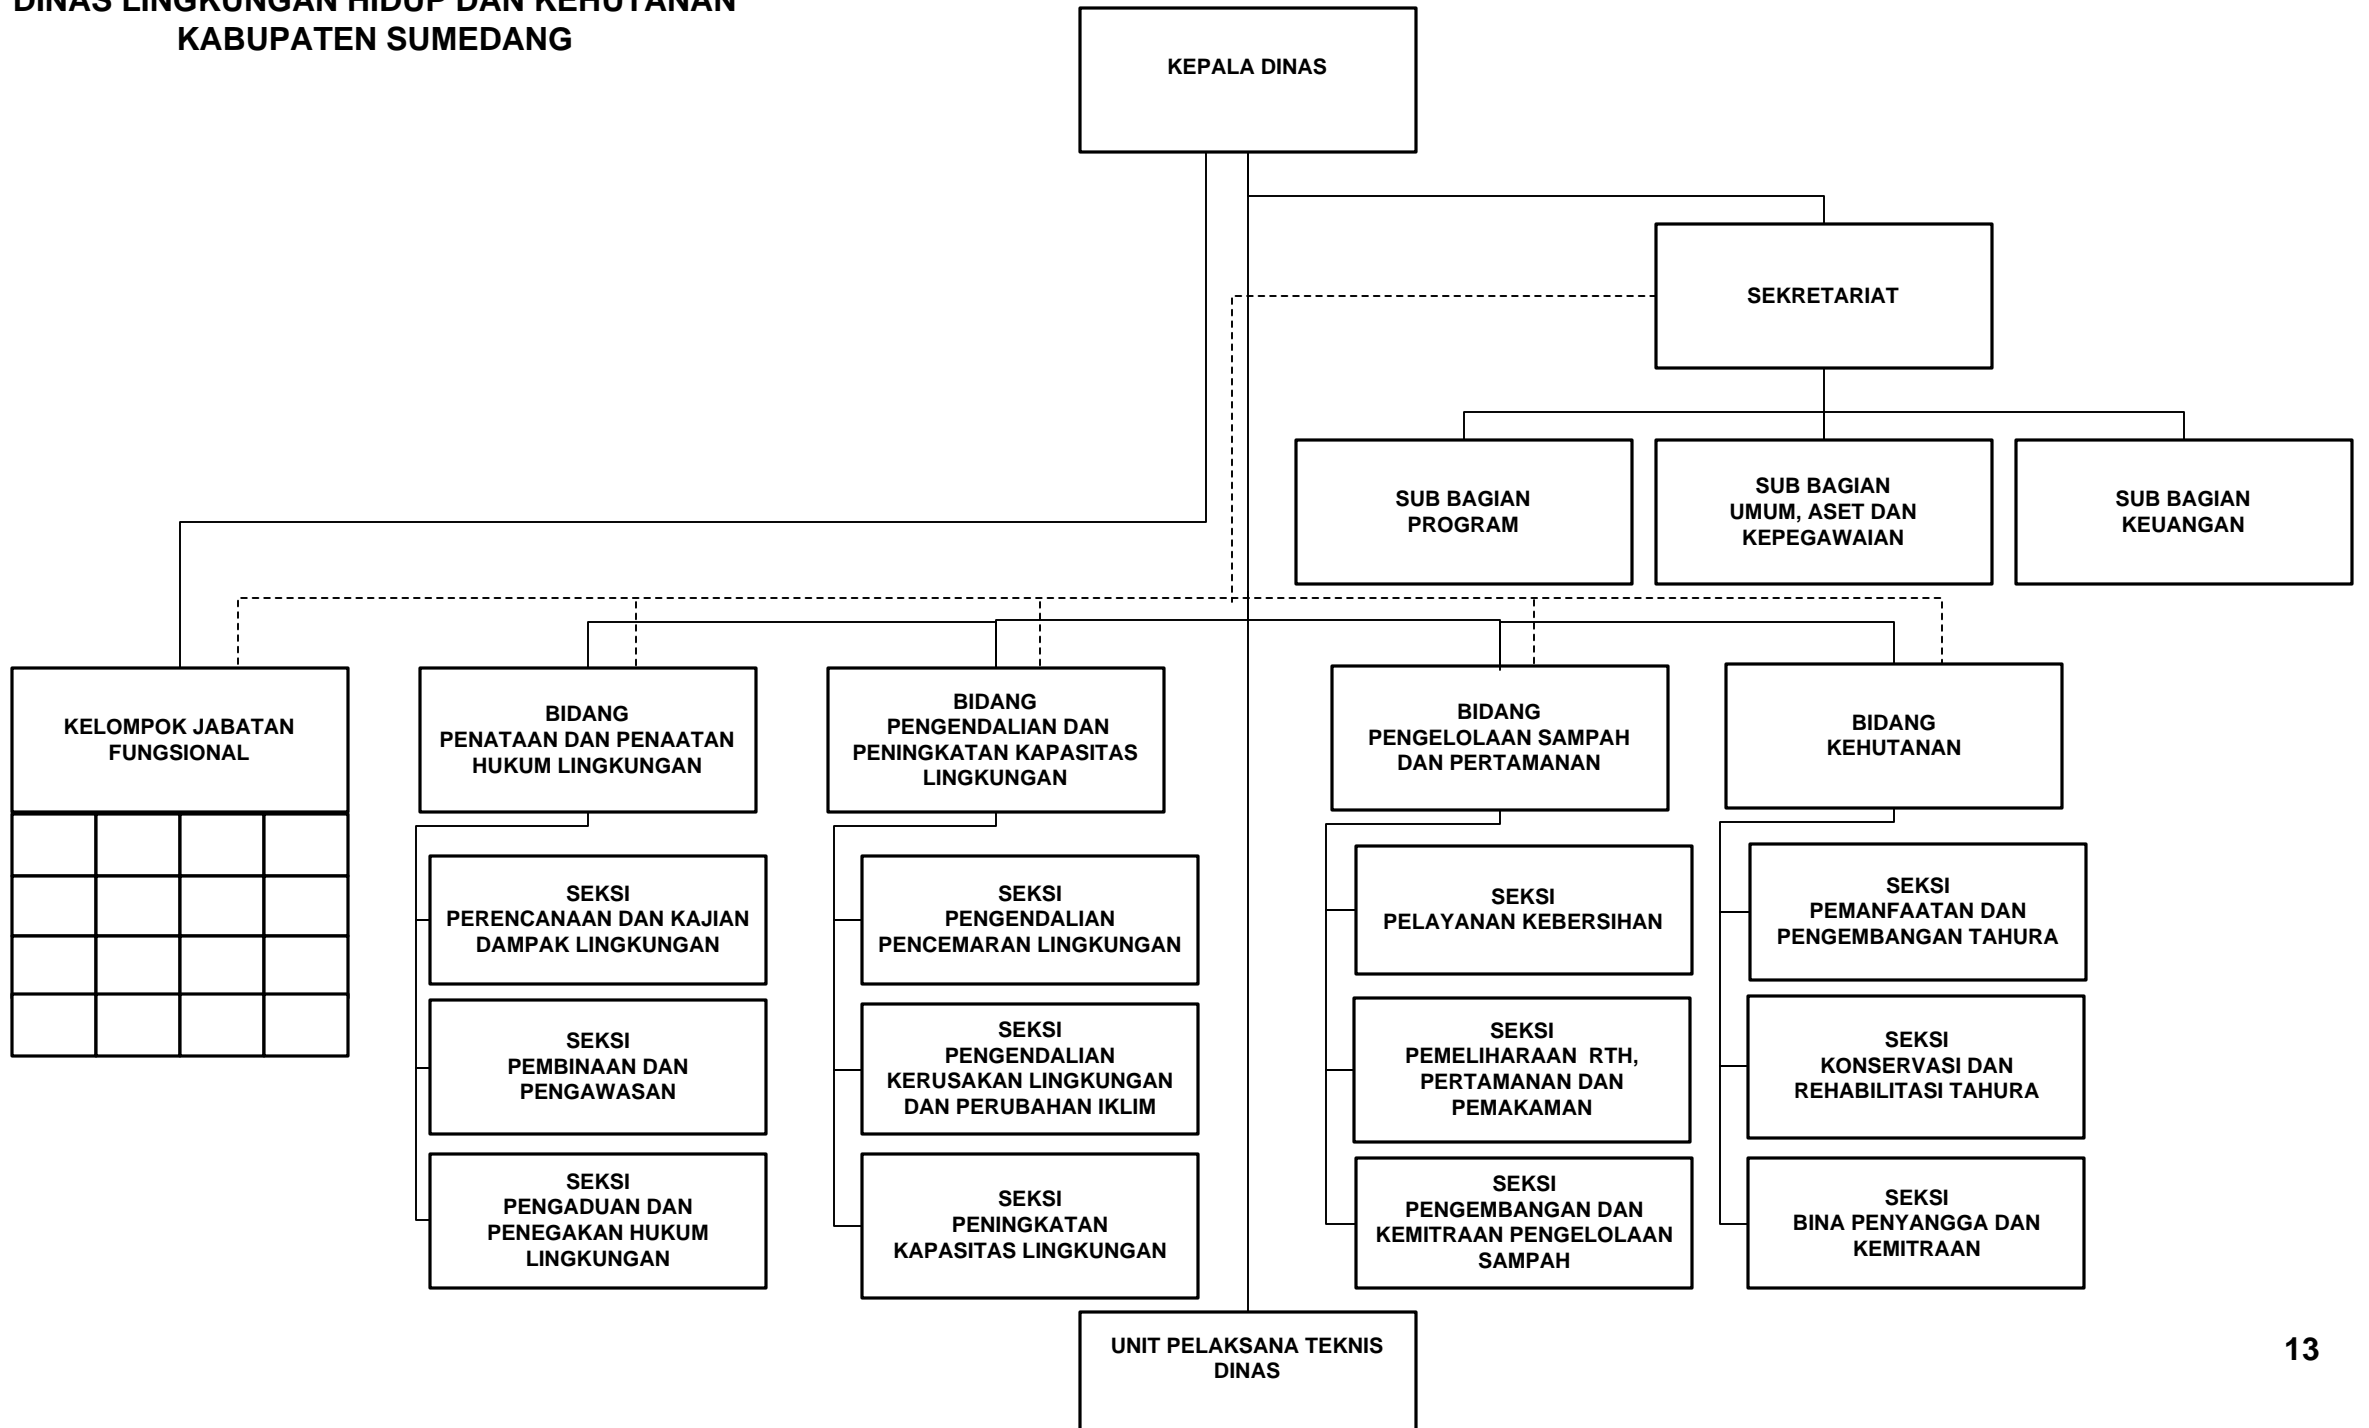 DINAS LINGKUNGAN HIDUP DAN KEHUTANAN
KABUPATEN SUMEDANG
KEPALA DINAS
SEKRETARIAT
SUB BAGIAN
PROGRAM
SUB BAGIAN
UMUM, ASET DAN
KEPEGAWAIAN
SUB BAGIAN
KEUANGAN
KELOMPOK JABATAN
FUNGSIONAL
BIDANG
PENATAAN DAN PENAATAN
HUKUM LINGKUNGAN
BIDANG
PENGENDALIAN DAN
PENINGKATAN KAPASITAS
LINGKUNGAN
BIDANG
PENGELOLAAN SAMPAH
DAN PERTAMANAN
BIDANG
KEHUTANAN
SEKSI
PERENCANAAN DAN KAJIAN
DAMPAK LINGKUNGAN
SEKSI
PENGENDALIAN
PENCEMARAN LINGKUNGAN
SEKSI
PELAYANAN KEBERSIHAN
SEKSI
PEMANFAATAN DAN
PENGEMBANGAN TAHURA
SEKSI
PEMBINAAN DAN
PENGAWASAN
SEKSI
PENGENDALIAN
KERUSAKAN LINGKUNGAN
DAN PERUBAHAN IKLIM
SEKSI
PEMELIHARAAN RTH,
PERTAMANAN DAN
PEMAKAMAN
SEKSI
KONSERVASI DAN
REHABILITASI TAHURA
SEKSI
PENGADUAN DAN
PENEGAKAN HUKUM
LINGKUNGAN
SEKSI
PENINGKATAN
KAPASITAS LINGKUNGAN
SEKSI
PENGEMBANGAN DAN
KEMITRAAN PENGELOLAAN
SAMPAH
SEKSI
BINA PENYANGGA DAN
KEMITRAAN
UNIT PELAKSANA TEKNIS
DINAS
13